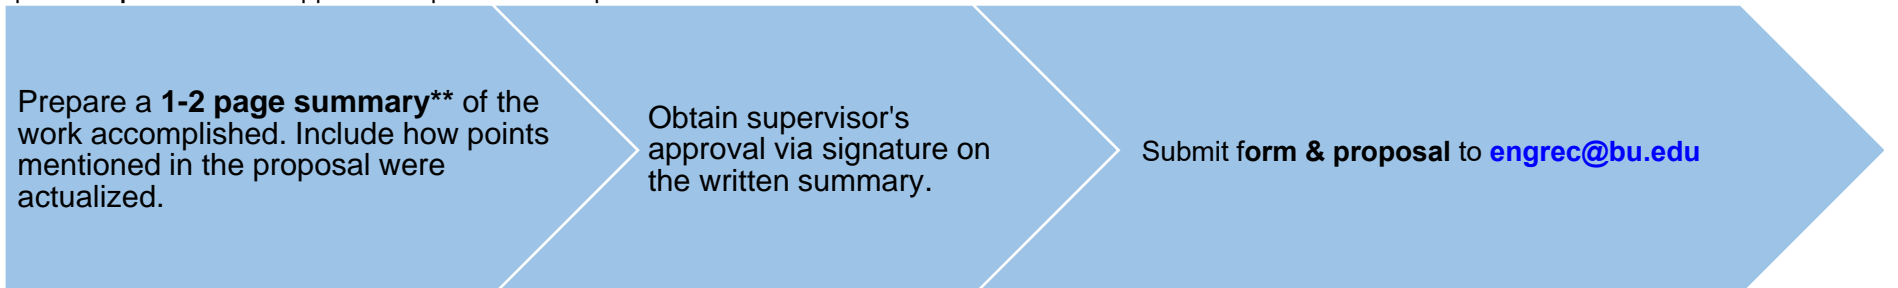 Prepare a 1-2 page summary** of the
work accomplished. Include how points
mentioned in the proposal were
actualized.
Obtain supervisor's
approval via signature on
the written summary.
Submit form & proposal to engrec@bu.edu